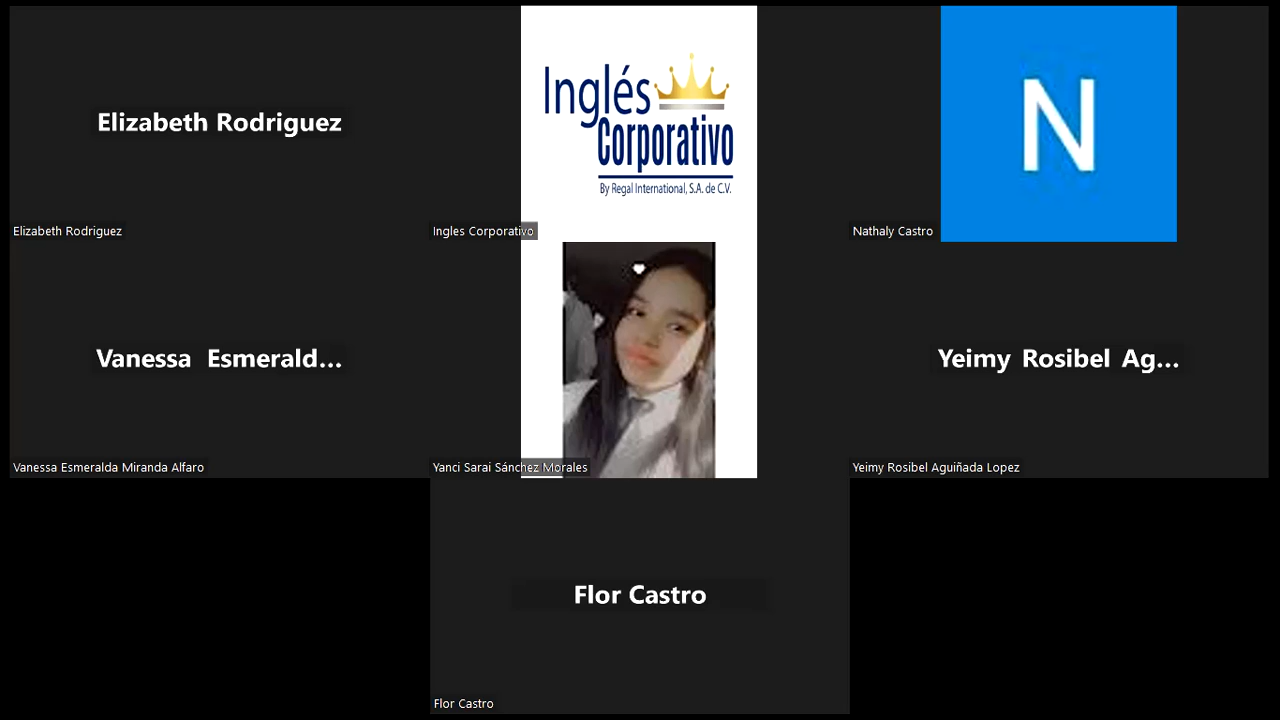 Elizabeth Rodriguez
Elizabeth Rodriguez
Inglés
Corporativo
By Regal International, S.A. de C.V.
Ingles Corporativo
N
Nathaly Castro
Vanessa Esmerald...
Vanessa Esmeralda Miranda Alfaro
Yanci Sarai Sánchez Morales
Yeimy Rosibel Ag...
Yeimy Rosibel Aguiñada Lopez
Flor Castro
Flor Castro